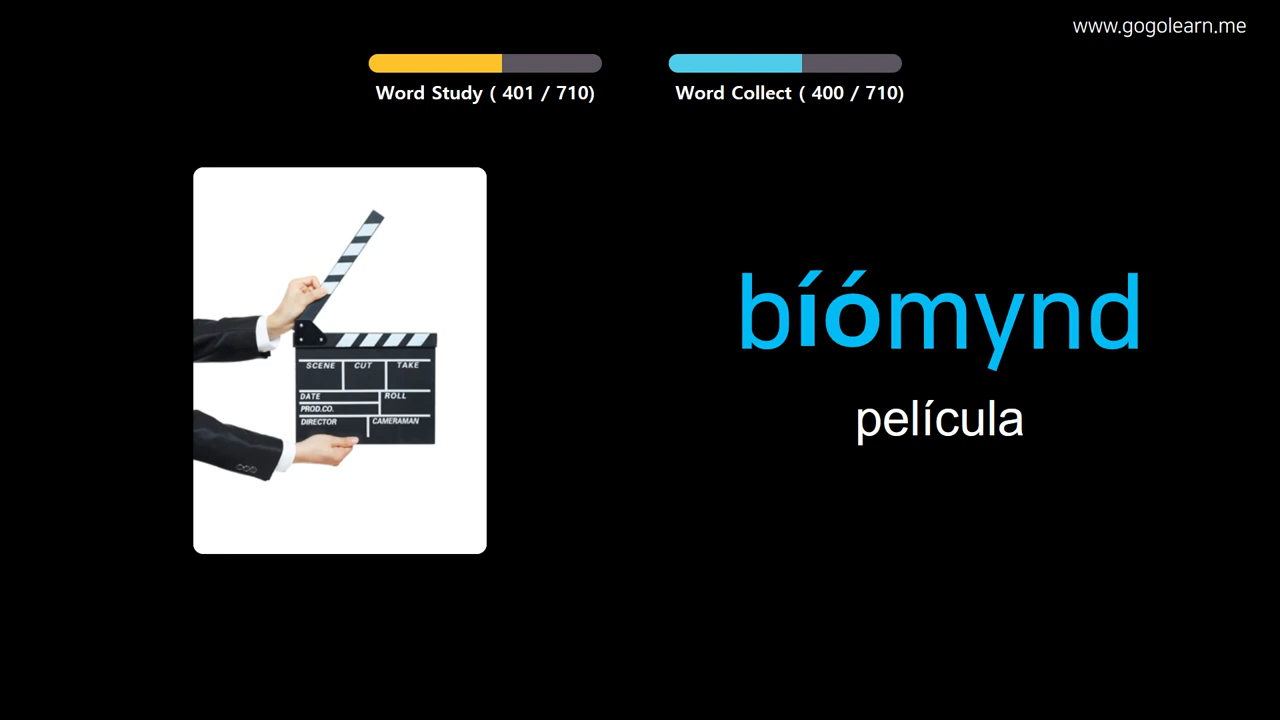 www.gogolearn.me
Word Study ( 401 / 710)
Word Collect ( 400 / 710)
SCENE CUT TAKE
DATE ROLL
PROD.CO.
DIRECTOR CAMERAMAN
bíómynd
película